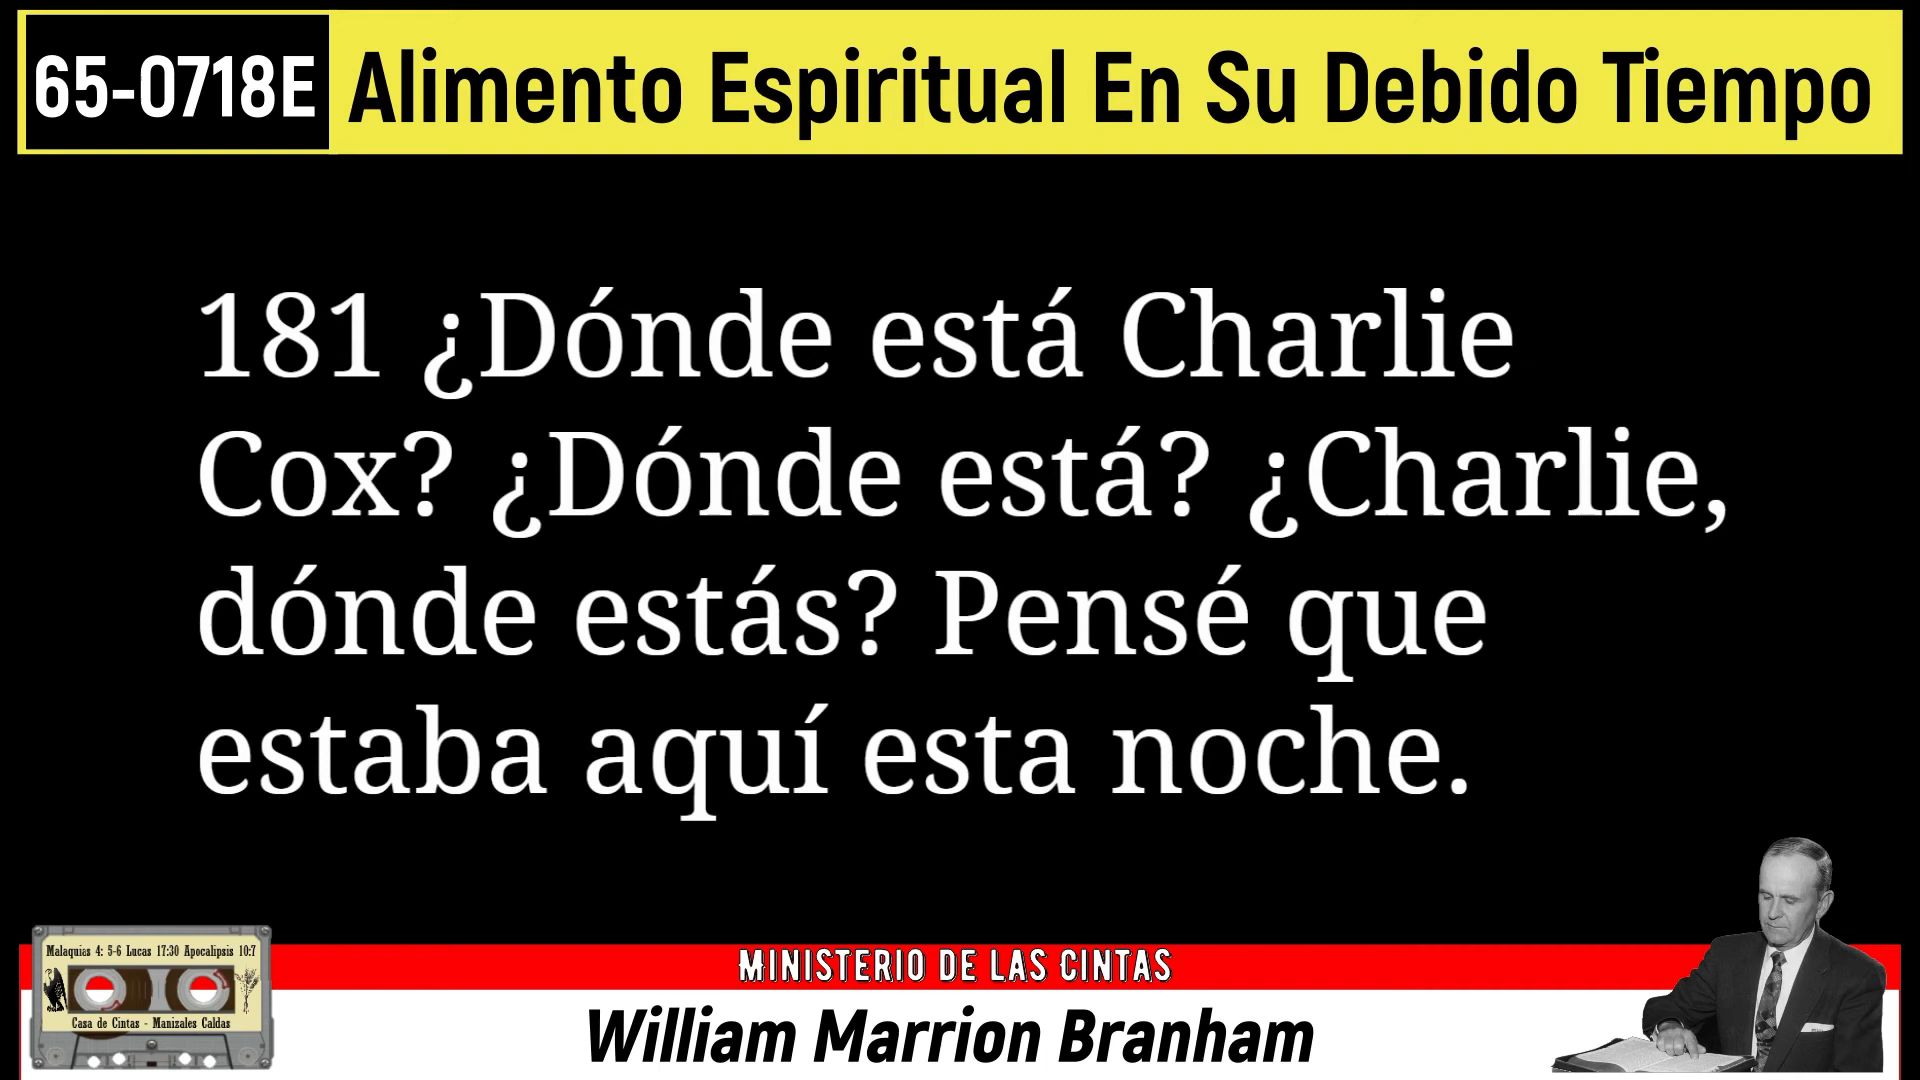 65-0718E Alimento Espiritual En Su Debido Tiempo
181 ¿Dónde está Charlie
Cox? ¿Dónde está? ¿Charlie,
dónde estás? Pensé que
estaba aquí esta noche.
Malaquias 4: 5-6 Lucas 17:30 Apocalipsis 10:7
Casa de Cintas - Manizales Caldas
MINISTERIO DE LAS CINTAS
William Marrion Branham